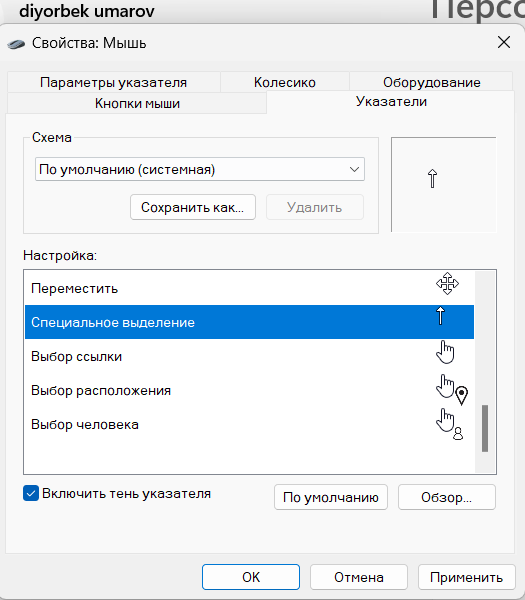 diyorbek umarov
Персо
Свойства: Мышь
Параметры указателя
Колесико
Оборудование
Кнопки мыши
Указатели
Схема
По умолчанию (системная)
Сохранить как...
Удалить
Настройка:
Переместить
Специальное выделение
Выбор ссылки
Выбор расположения
Выбор человека
Включить тень указателя
По умолчанию
Обзор...
OK
Отмена
Применить